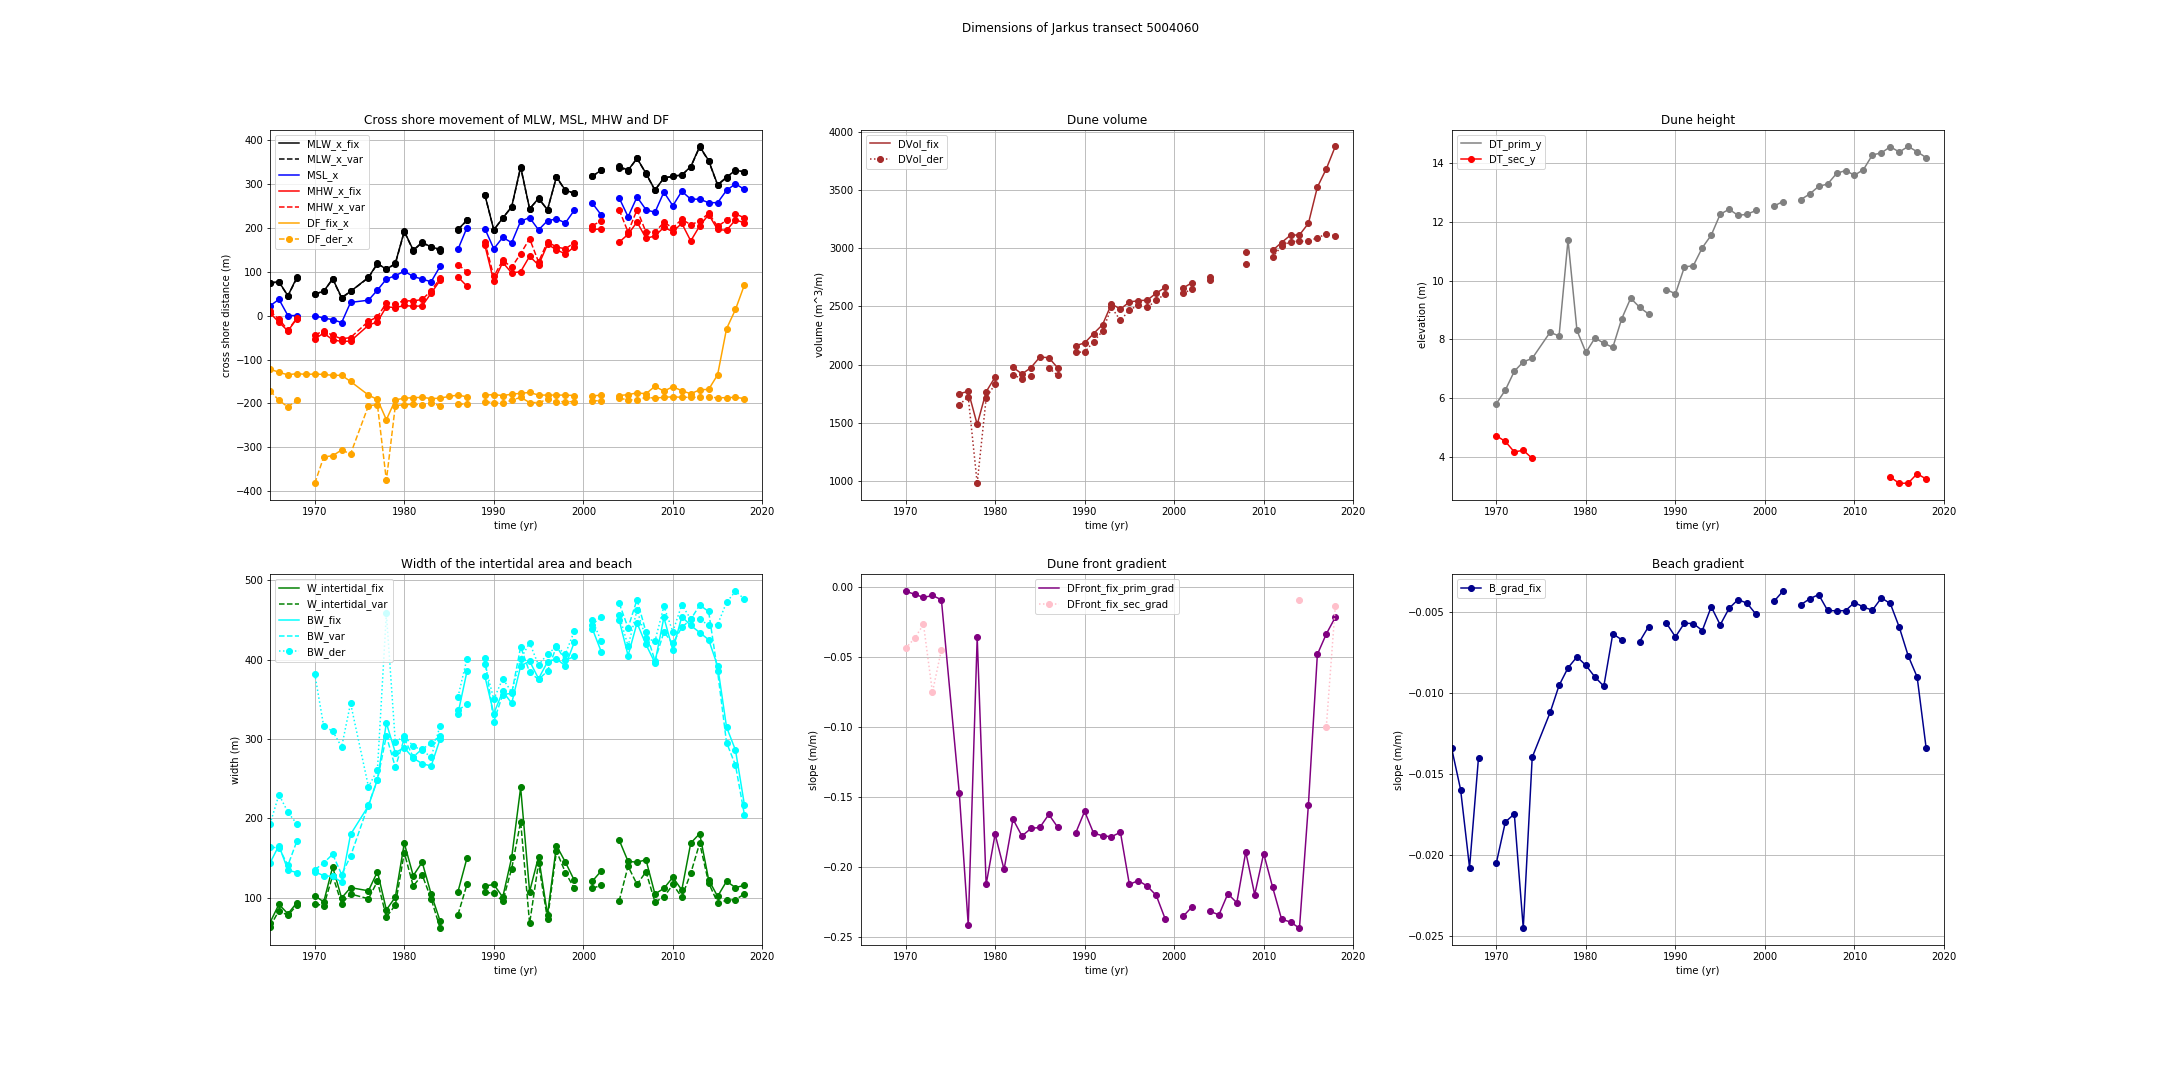 Dimensions of Jarkus transect 5004060
Cross shore movement of MLW, MSL, MHW and DF
400
300
200
100
0
−100
−200
−300
−400
cross shore distance (m)
MLW_x_fix
MLW_x_var
MSL_x
MHW_x_fix
MHW_x_var
DF_fix_x
DF_der_x
1970
1980
1990
2000
2010
2020
time (yr)
Dune volume
4000
3500
3000
2500
2000
1500
1000
volume (m^3/m)
DVol_fix
DVol_der
1970
1980
1990
2000
2010
2020
time (yr)
Dune height
14
12
10
8
6
4
elevation (m)
DT_prim_y
DT_sec_y
1970
1980
1990
2000
2010
2020
time (yr)
Width of the intertidal area and beach
500
400
300
200
100
width (m)
W_intertidal_fix
W_intertidal_var
BW_fix
BW_var
BW_der
1970
1980
1990
2000
2010
2020
time (yr)
Dune front gradient
0.00
−0.05
−0.10
−0.15
−0.20
−0.25
slope (m/m)
DFront_fix_prim_grad
DFront_fix_sec_grad
1970
1980
1990
2000
2010
2020
time (yr)
Beach gradient
−0.005
−0.010
−0.015
−0.020
−0.025
slope (m/m)
B_grad_fix
1970
1980
1990
2000
2010
2020
time (yr)